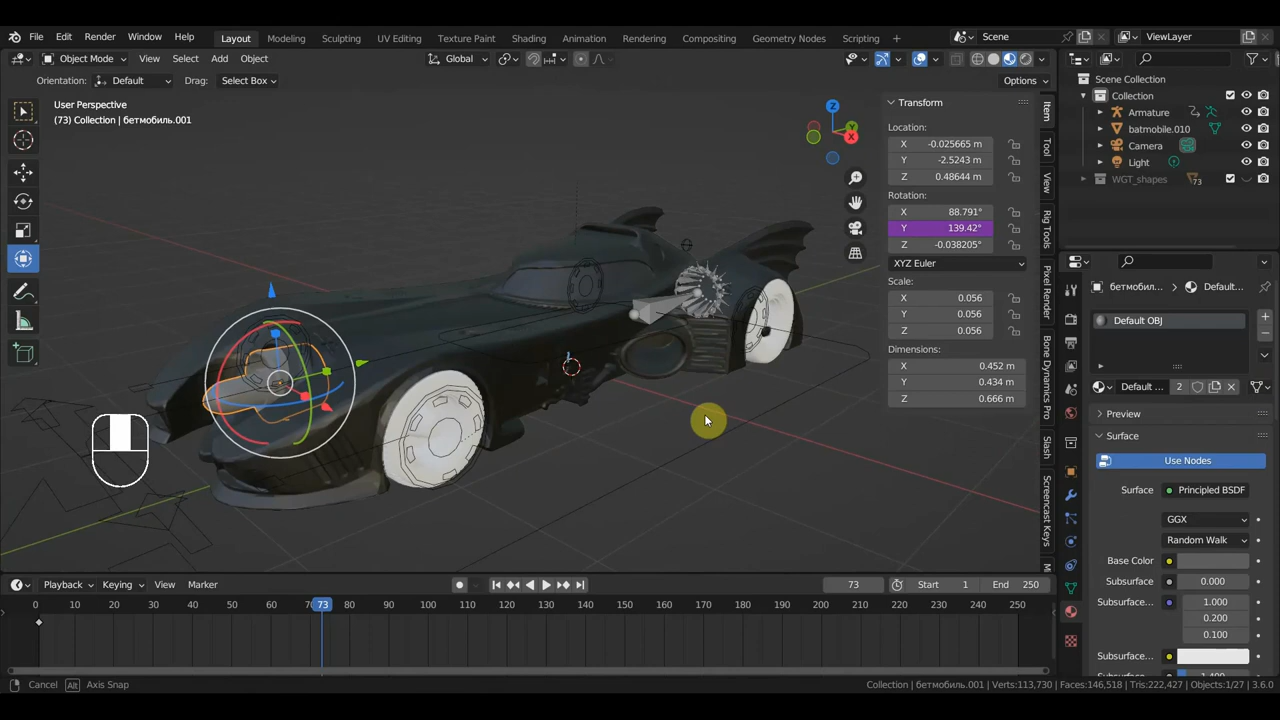 File Edit Render Window Help Layout Modeling Sculpting UV Editing Texture Paint Shading Animation Rendering Compositing Geometry Nodes Scripting + Scene ViewLayer
Object Mode View Select Add Object Global
Orientation: Default Drag: Select Box Options
User Perspective
(73) Collection | бетмобиль.001
Z
Y
X
Transform
Location:
X -0.025665 m
Y -2.5243 m
Z 0.48644 m
Rotation:
X 88.791°
Y 139.42°
Z -0.038205°
XYZ Euler
Scale:
X 0.056
Y 0.056
Z 0.056
Dimensions:
X 0.452 m
Y 0.434 m
Z 0.666 m
Item
Tool
View
Rig Tools
Pixel Render
Bone Dynamics Pro
Slash
Screencast Keys
Mi
Scene Collection
Collection
Armature
batmobile.010
Camera
Light
WGT_shapes 73
бетмобил... Default...
Default OBJ
Default ... 2
Preview
Surface
Use Nodes
Surface Principled BSDF
GGX
Random Walk
Base Color
Subsurface 0.000
Subsurface... 1.000
0.200
0.100
Subsurface...
Subsurface... 1.400
Playback Keying View Marker 73 Start 1 End 250
0 10 20 30 40 50 60 70 73 80 90 100 110 120 130 140 150 160 170 180 190 200 210 220 230 240 250
Cancel Alt Axis Snap Collection | бетмобиль.001 | Verts:113,730 | Faces:146,518 | Tris:222,427 | Objects:1/27 | 3.6.0